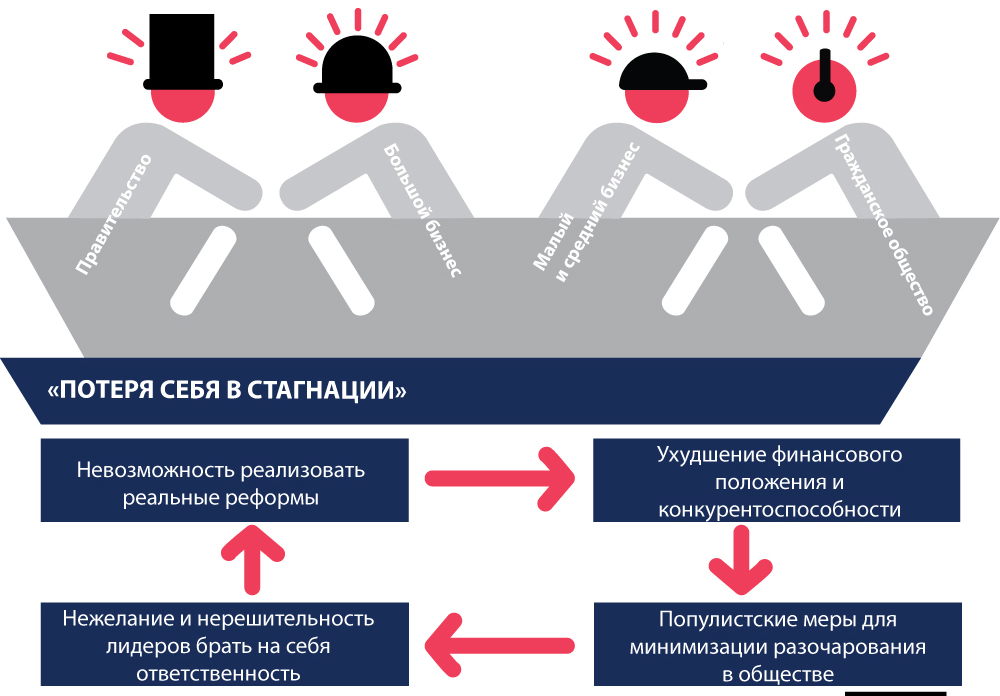 Правительство
Большой бизнес
Малый
и средний бизнес
Гражданское общество
«ПОТЕРЯ СЕБЯ В СТАГНАЦИИ»
Невозможность реализовать
реальные реформы
Ухудшение финансового
положения и
конкурентоспособности
Нежелание и нерешительность
лидеров брать на себя
ответственность
Популистские меры для
минимизации разочарования
в обществе